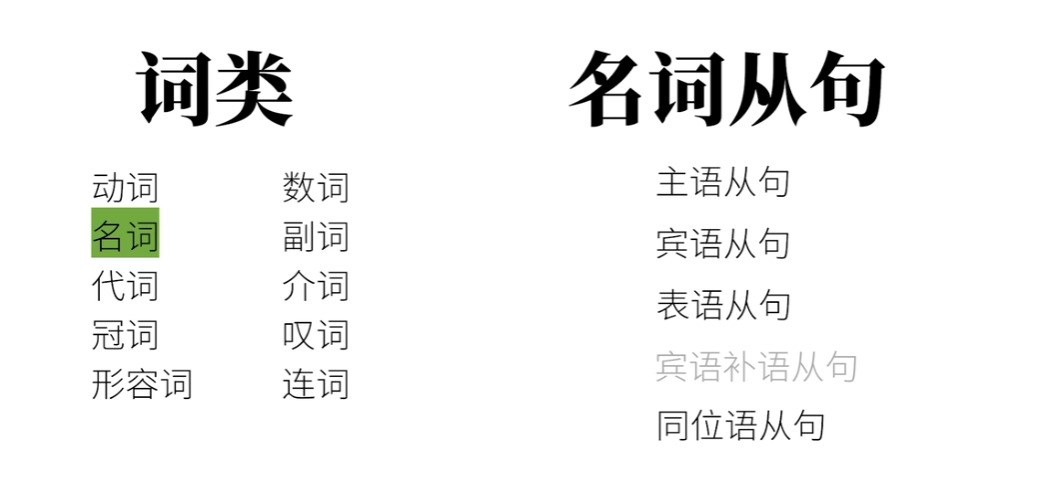 词类
动词
名词
代词
冠词
形容词
数词
副词
介词
叹词
连词
名词从句
主语从句
宾语从句
表语从句
宾语补语从句
同位语从句